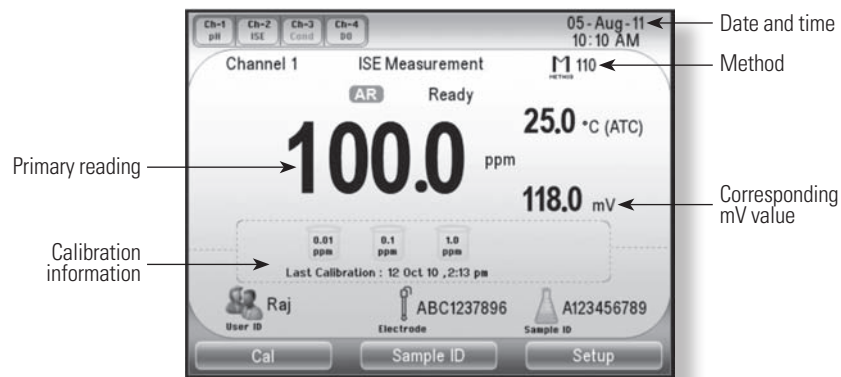 Ch-1 Ch-2 Ch-3 Ch-4
pH ISE Cond DO
05-Aug-11
10:10 AM
Date and time
Channel 1 ISE Measurement M 110
METHOD
Method
AR Ready
25.0 °C (ATC)
Primary reading
100.0 ppm
118.0 mV
Corresponding
mV value
Calibration
information
0.01 0.1 1.0
ppm ppm ppm
Last Calibration : 12 Oct 10 ,2:13 pm
Raj ABC1237896 A123456789
User ID Electrode Sample ID
Cal Sample ID Setup